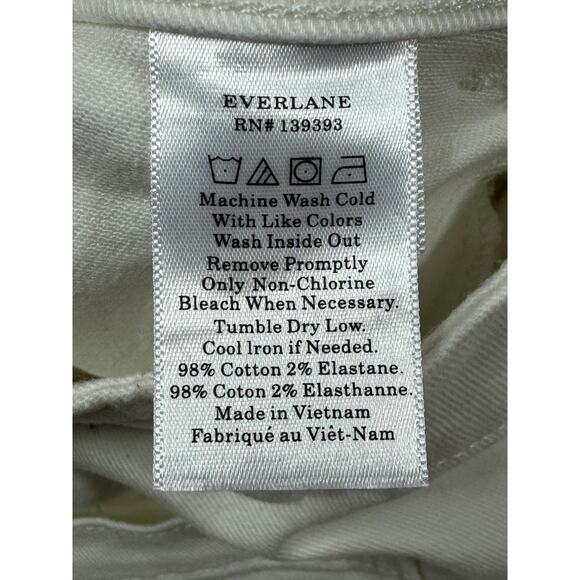 EVERLANE
RN# 139393
Machine Wash Cold
With Like Colors
Wash Inside Out
Remove Promptly
Only Non-Chlorine
Bleach When Necessary.
Tumble Dry Low.
Cool Iron if Needed.
98% Cotton 2% Elastane.
98% Coton 2% Elasthanne.
Made in Vietnam
Fabriqué au Viêt-Nam